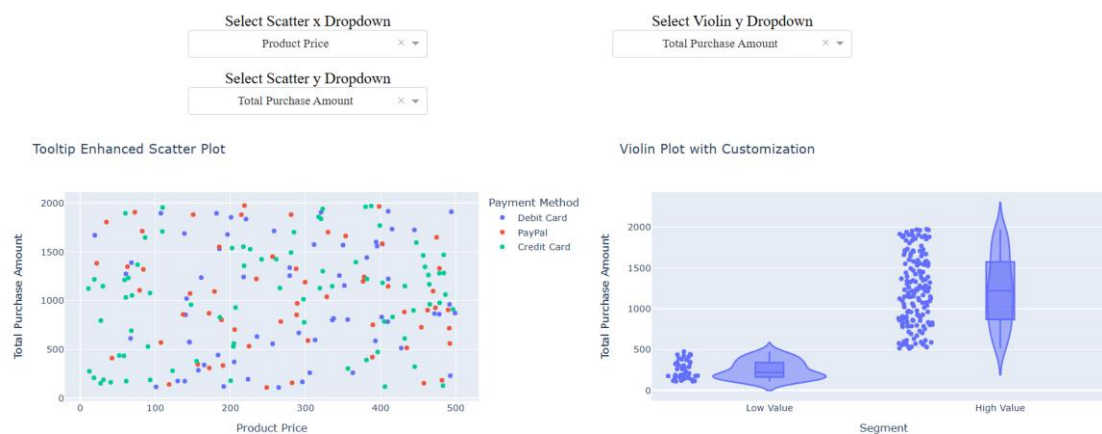 Select Scatter x Dropdown
Product Price
Select Scatter y Dropdown
Total Purchase Amount
Select Violin y Dropdown
Total Purchase Amount
Tooltip Enhanced Scatter Plot
Total Purchase Amount
2000
1500
1000
500
0
0 100 200 300 400 500
Product Price
Payment Method
Debit Card
PayPal
Credit Card
Violin Plot with Customization
Total Purchase Amount
2000
1500
1000
500
0
Low Value High Value
Segment